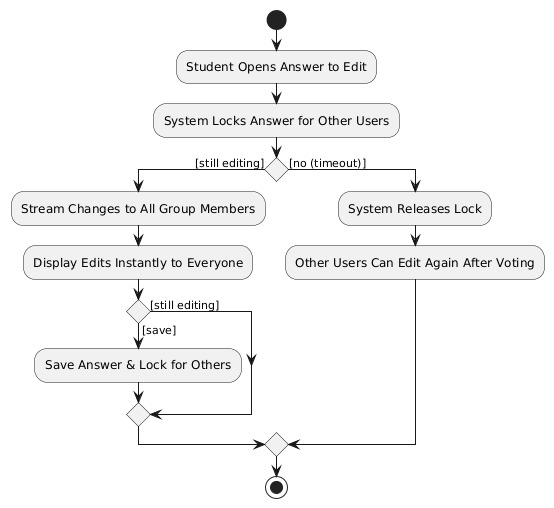 Student Opens Answer to Edit
System Locks Answer for Other Users
[still editing]
[no (timeout)]
Stream Changes to All Group Members
System Releases Lock
Display Edits Instantly to Everyone
Other Users Can Edit Again After Voting
[still editing]
[save]
Save Answer & Lock for Others